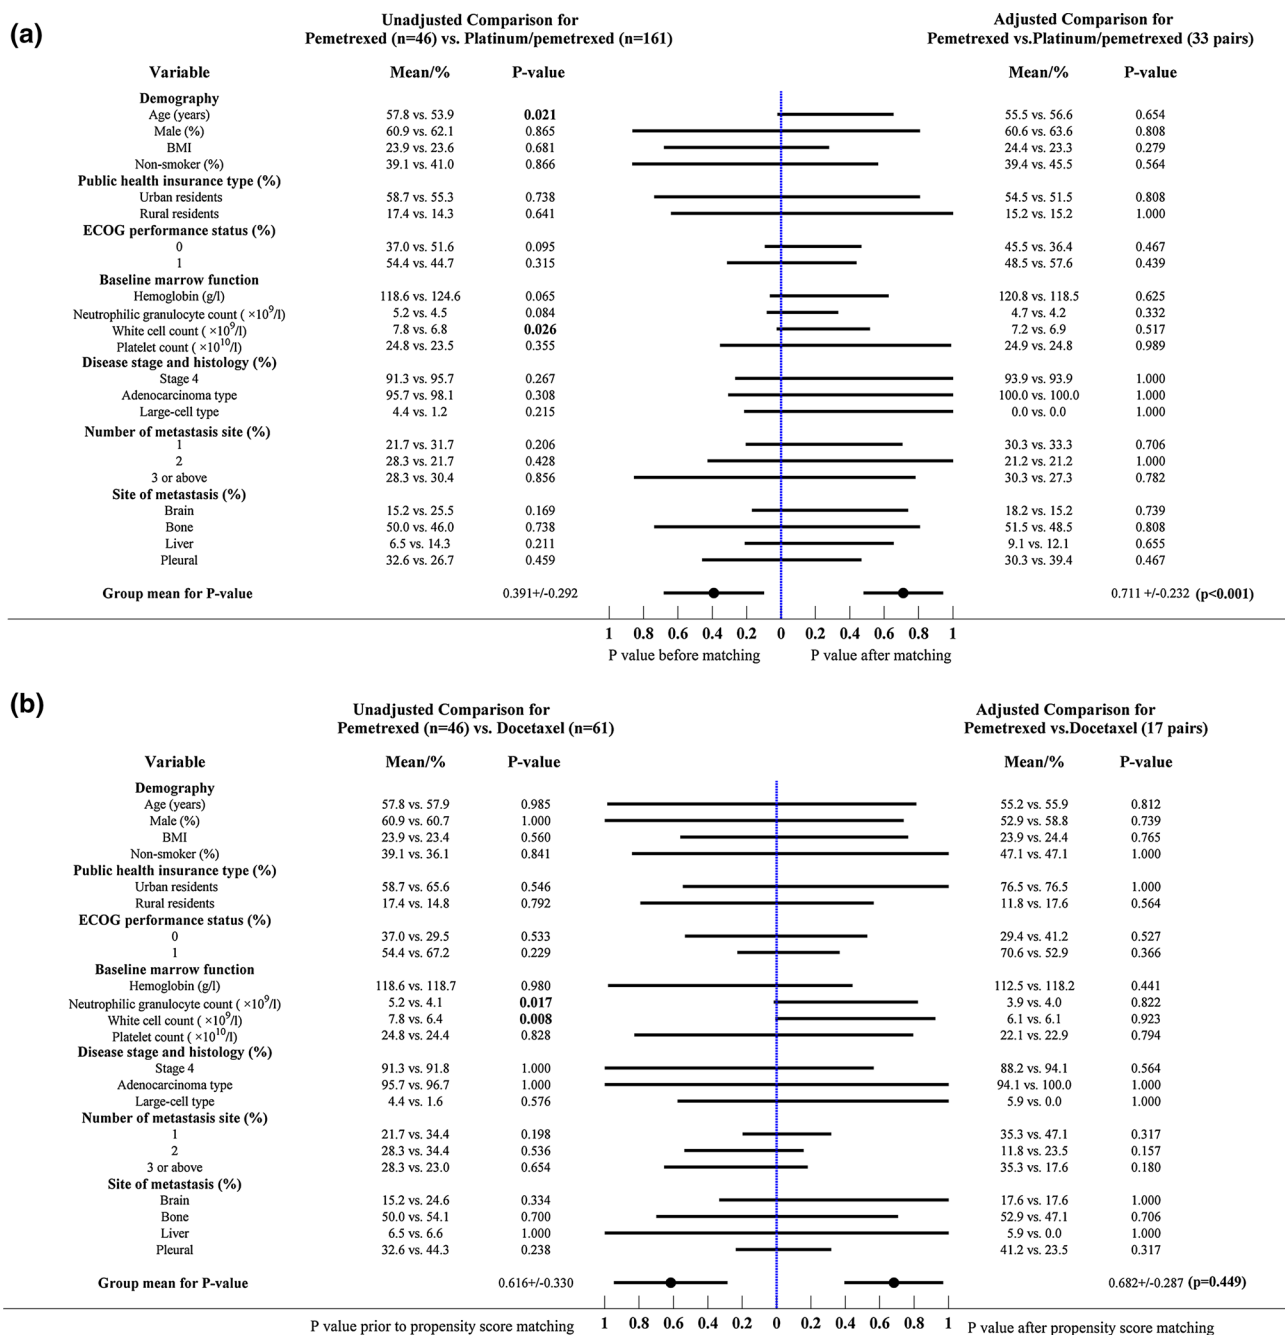 (a)
Unadjusted Comparison for
Pemetrexed (n=46) vs. Platinum/pemetrexed (n=161)
Adjusted Comparison for
Pemetrexed vs.Platinum/pemetrexed (33 pairs)
Variable Mean/% P-value Mean/% P-value
Demography
Age (years) 57.8 vs. 53.9 0.021 55.5 vs. 56.6 0.654
Male (%) 60.9 vs. 62.1 0.865 60.6 vs. 63.6 0.808
BMI 23.9 vs. 23.6 0.681 24.4 vs. 23.3 0.279
Non-smoker (%) 39.1 vs. 41.0 0.866 39.4 vs. 45.5 0.564
Public health insurance type (%)
Urban residents 58.7 vs. 55.3 0.738 54.5 vs. 51.5 0.808
Rural residents 17.4 vs. 14.3 0.641 15.2 vs. 15.2 1.000
ECOG performance status (%)
0 37.0 vs. 51.6 0.095 45.5 vs. 36.4 0.467
1 54.4 vs. 44.7 0.315 48.5 vs. 57.6 0.439
Baseline marrow function
Hemoglobin (g/l) 118.6 vs. 124.6 0.065 120.8 vs. 118.5 0.625
Neutrophilic granulocyte count ( ×10⁹/l) 5.2 vs. 4.5 0.084 4.7 vs. 4.2 0.332
White cell count ( ×10⁹/l) 7.8 vs. 6.8 0.026 7.2 vs. 6.9 0.517
Platelet count ( ×10¹⁰/l) 24.8 vs. 23.5 0.355 24.9 vs. 24.8 0.989
Disease stage and histology (%)
Stage 4 91.3 vs. 95.7 0.267 93.9 vs. 93.9 1.000
Adenocarcinoma type 95.7 vs. 98.1 0.308 100.0 vs. 100.0 1.000
Large-cell type 4.4 vs. 1.2 0.215 0.0 vs. 0.0 1.000
Number of metastasis site (%)
1 21.7 vs. 31.7 0.206 30.3 vs. 33.3 0.706
2 28.3 vs. 21.7 0.428 21.2 vs. 21.2 1.000
3 or above 28.3 vs. 30.4 0.856 30.3 vs. 27.3 0.782
Site of metastasis (%)
Brain 15.2 vs. 25.5 0.169 18.2 vs. 15.2 0.739
Bone 50.0 vs. 46.0 0.738 51.5 vs. 48.5 0.808
Liver 6.5 vs. 14.3 0.211 9.1 vs. 12.1 0.655
Pleural 32.6 vs. 26.7 0.459 30.3 vs. 39.4 0.467
Group mean for P-value 0.391+/-0.292 0.711 +/-0.232 (p<0.001)
1 0.8 0.6 0.4 0.2 0 0.2 0.4 0.6 0.8 1
P value before matching P value after matching
(b)
Unadjusted Comparison for
Pemetrexed (n=46) vs. Docetaxel (n=61)
Adjusted Comparison for
Pemetrexed vs.Docetaxel (17 pairs)
Variable Mean/% P-value Mean/% P-value
Demography
Age (years) 57.8 vs. 57.9 0.985 55.2 vs. 55.9 0.812
Male (%) 60.9 vs. 60.7 1.000 52.9 vs. 58.8 0.739
BMI 23.9 vs. 23.4 0.560 23.9 vs. 24.4 0.765
Non-smoker (%) 39.1 vs. 36.1 0.841 47.1 vs. 47.1 1.000
Public health insurance type (%)
Urban residents 58.7 vs. 65.6 0.546 76.5 vs. 76.5 1.000
Rural residents 17.4 vs. 14.8 0.792 11.8 vs. 17.6 0.564
ECOG performance status (%)
0 37.0 vs. 29.5 0.533 29.4 vs. 41.2 0.527
1 54.4 vs. 67.2 0.229 70.6 vs. 52.9 0.366
Baseline marrow function
Hemoglobin (g/l) 118.6 vs. 118.7 0.980 112.5 vs. 118.2 0.441
Neutrophilic granulocyte count ( ×10⁹/l) 5.2 vs. 4.1 0.017 3.9 vs. 4.0 0.822
White cell count ( ×10⁹/l) 7.8 vs. 6.4 0.008 6.1 vs. 6.1 0.923
Platelet count ( ×10¹⁰/l) 24.8 vs. 24.4 0.828 22.1 vs. 22.9 0.794
Disease stage and histology (%)
Stage 4 91.3 vs. 91.8 1.000 88.2 vs. 94.1 0.564
Adenocarcinoma type 95.7 vs. 96.7 1.000 94.1 vs. 100.0 1.000
Large-cell type 4.4 vs. 1.6 0.576 5.9 vs. 0.0 1.000
Number of metastasis site (%)
1 21.7 vs. 34.4 0.198 35.3 vs. 47.1 0.317
2 28.3 vs. 34.4 0.536 11.8 vs. 23.5 0.157
3 or above 28.3 vs. 23.0 0.654 35.3 vs. 17.6 0.180
Site of metastasis (%)
Brain 15.2 vs. 24.6 0.334 17.6 vs. 17.6 1.000
Bone 50.0 vs. 54.1 0.700 52.9 vs. 47.1 0.706
Liver 6.5 vs. 6.6 1.000 5.9 vs. 0.0 1.000
Pleural 32.6 vs. 44.3 0.238 41.2 vs. 23.5 0.317
Group mean for P-value 0.616+/-0.330 0.682+/-0.287 (p=0.449)
1 0.8 0.6 0.4 0.2 0 0.2 0.4 0.6 0.8 1
P value prior to propensity score matching P value after propensity score matching